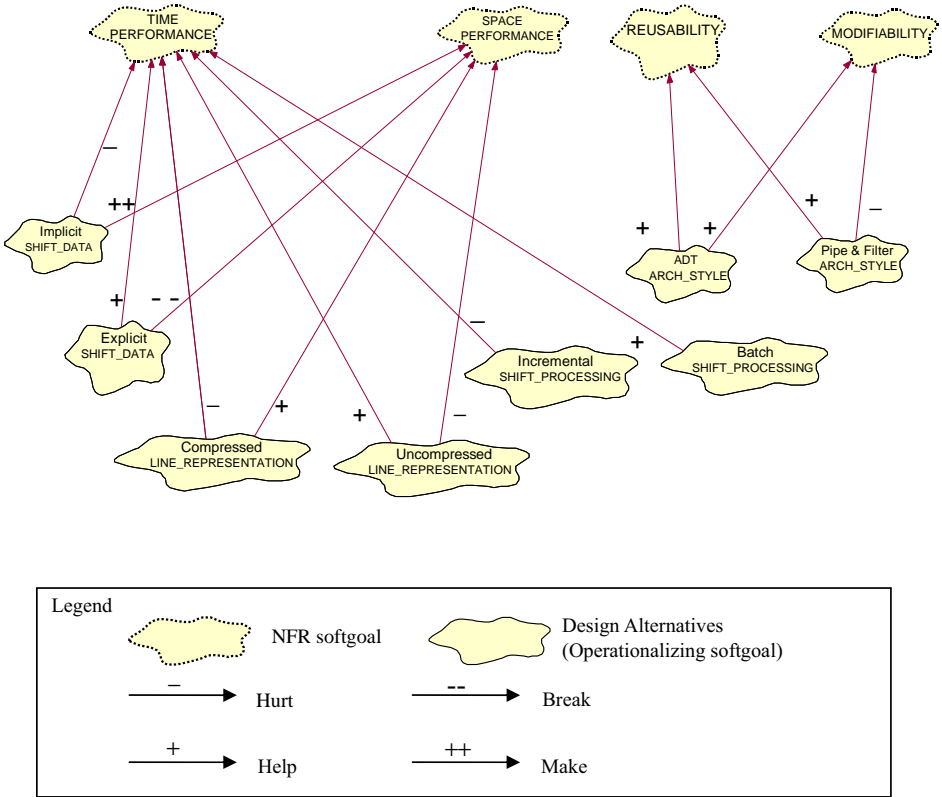 TIME
PERFORMANCE
SPACE
PERFORMANCE
REUSABILITY
MODIFIABILITY
–
++
Implicit
SHIFT_DATA
+
+
+
–
ADT
ARCH_STYLE
Pipe & Filter
ARCH_STYLE
+
- -
Explicit
SHIFT_DATA
–
+
Incremental
SHIFT_PROCESSING
Batch
SHIFT_PROCESSING
–
+
+
–
Compressed
LINE_REPRESENTATION
Uncompressed
LINE_REPRESENTATION
Legend
NFR softgoal
Design Alternatives
(Operationalizing softgoal)
–
Hurt
--
Break
+
Help
++
Make